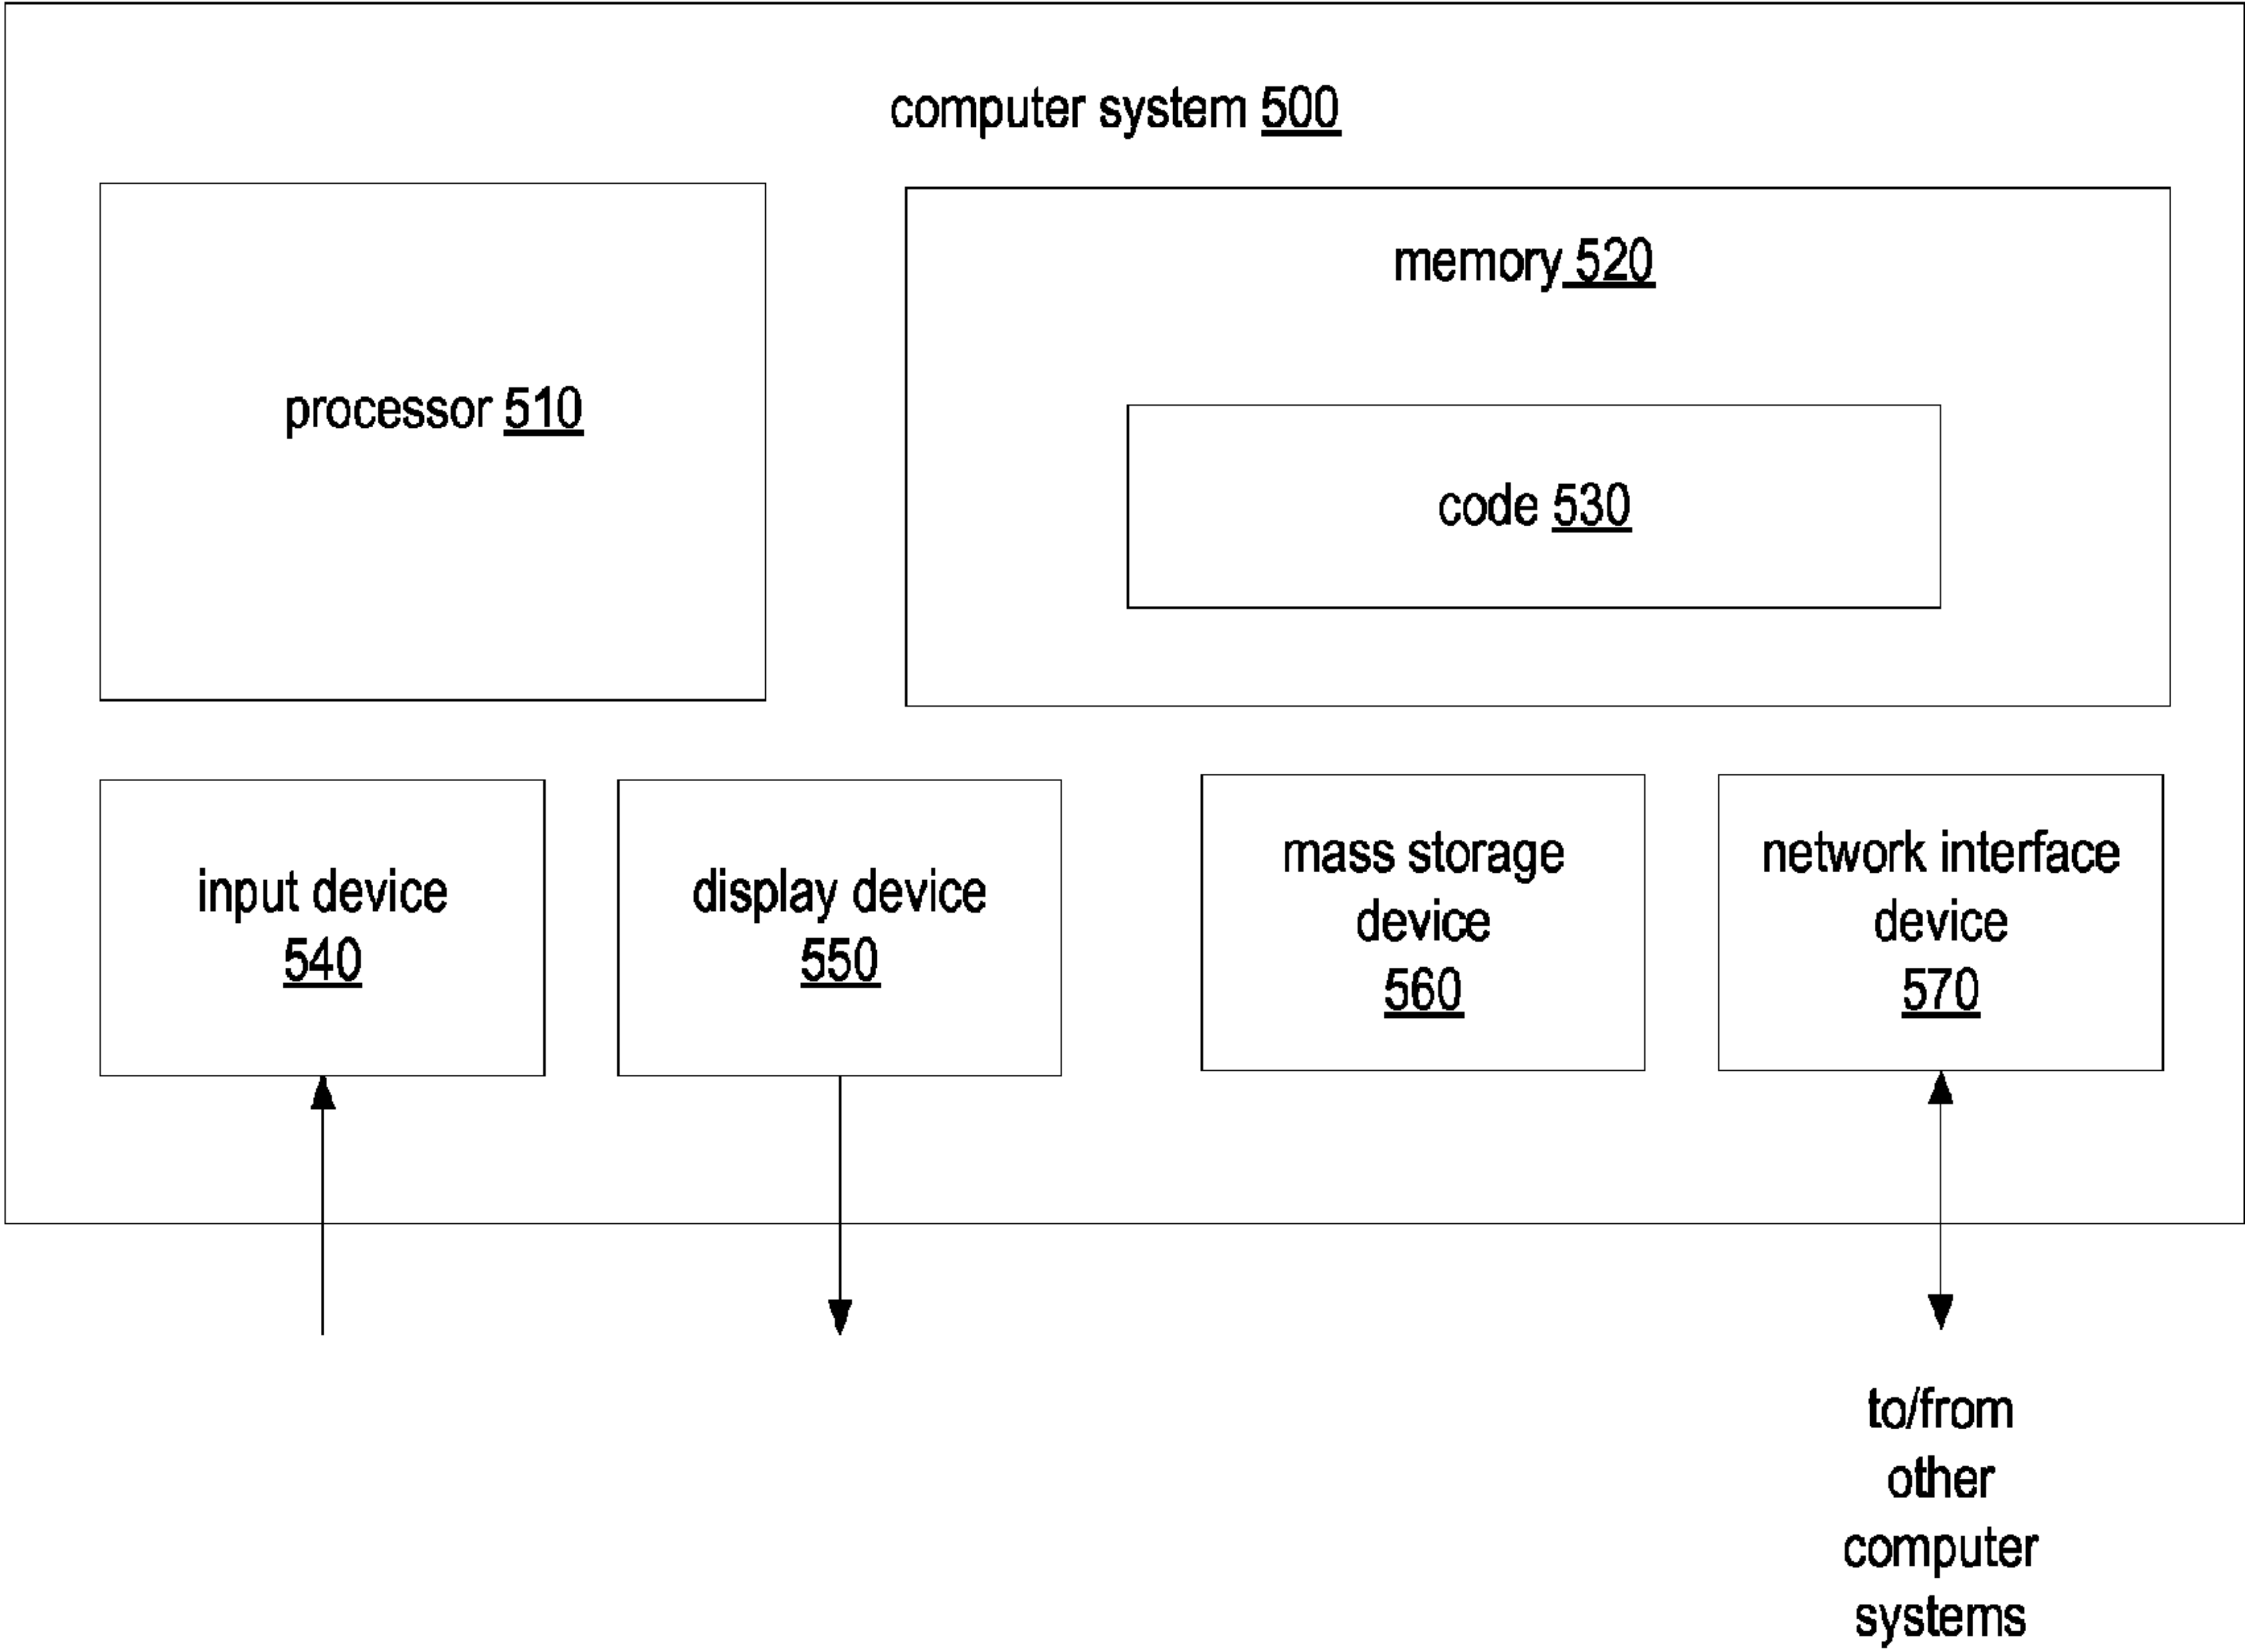 computer system 500
memory 520
processor 510
code 530
input device
540
display device
550
mass storage
device
560
network interface
device
570
to/from
other
computer
systems